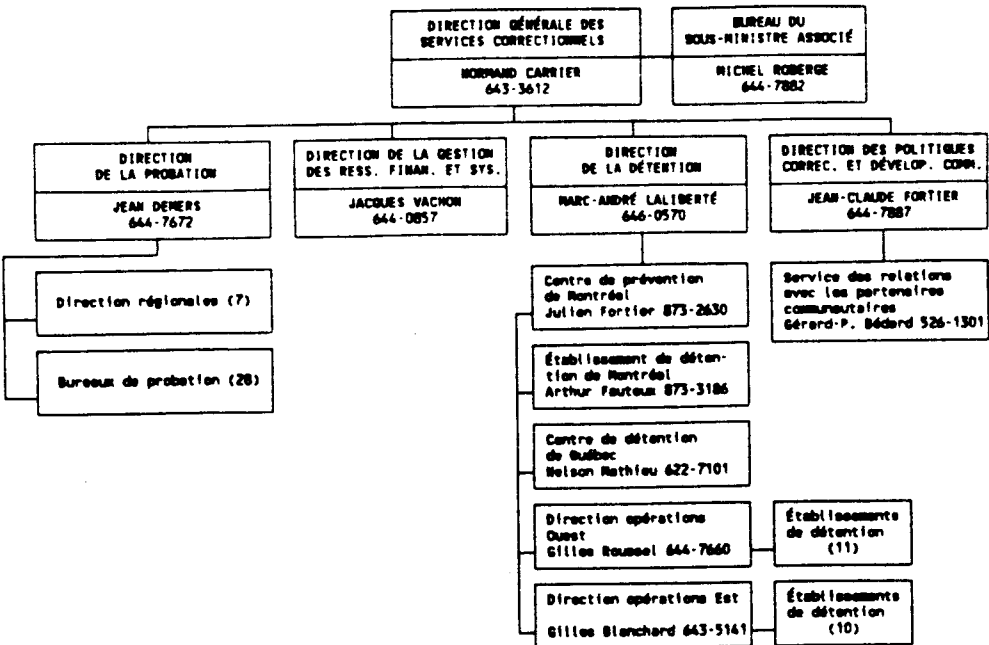 DIRECTION GÉNÉRALE DES
SERVICES CORRECTIONNELS
NORMAND CARRIER
643-3612
BUREAU DU
SOUS-MINISTRE ASSOCIÉ
MICHEL ROBERGE
644-7882
DIRECTION
DE LA PROBATION
JEAN DEMERS
644-7672
DIRECTION DE LA GESTION
DES RESS. FINAN. ET SYS.
JACQUES VACHON
644-0857
DIRECTION
DE LA DÉTENTION
MARC-ANDRÉ LALIBERTÉ
646-0570
DIRECTION DES POLITIQUES
CORREC. ET DÉVELOP. COMM.
JEAN-CLAUDE FORTIER
644-7887
Direction régionales (7)
Bureaux de probation (28)
Centre de prévention
de Montréal
Julien Fortier 873-2630
Établissement de déten-
tion de Montréal
Arthur Fauteux 873-3186
Centre de détention
de Québec
Nelson Mathieu 622-7101
Direction opérations
Ouest
Gilles Roussel 644-7660
Établissements
de détention
(11)
Direction opérations Est
Gilles Blanchard 643-5141
Établissements
de détention
(10)
Service des relations
avec les partenaires
communautaires
Gérard-P. Bédard 526-1301